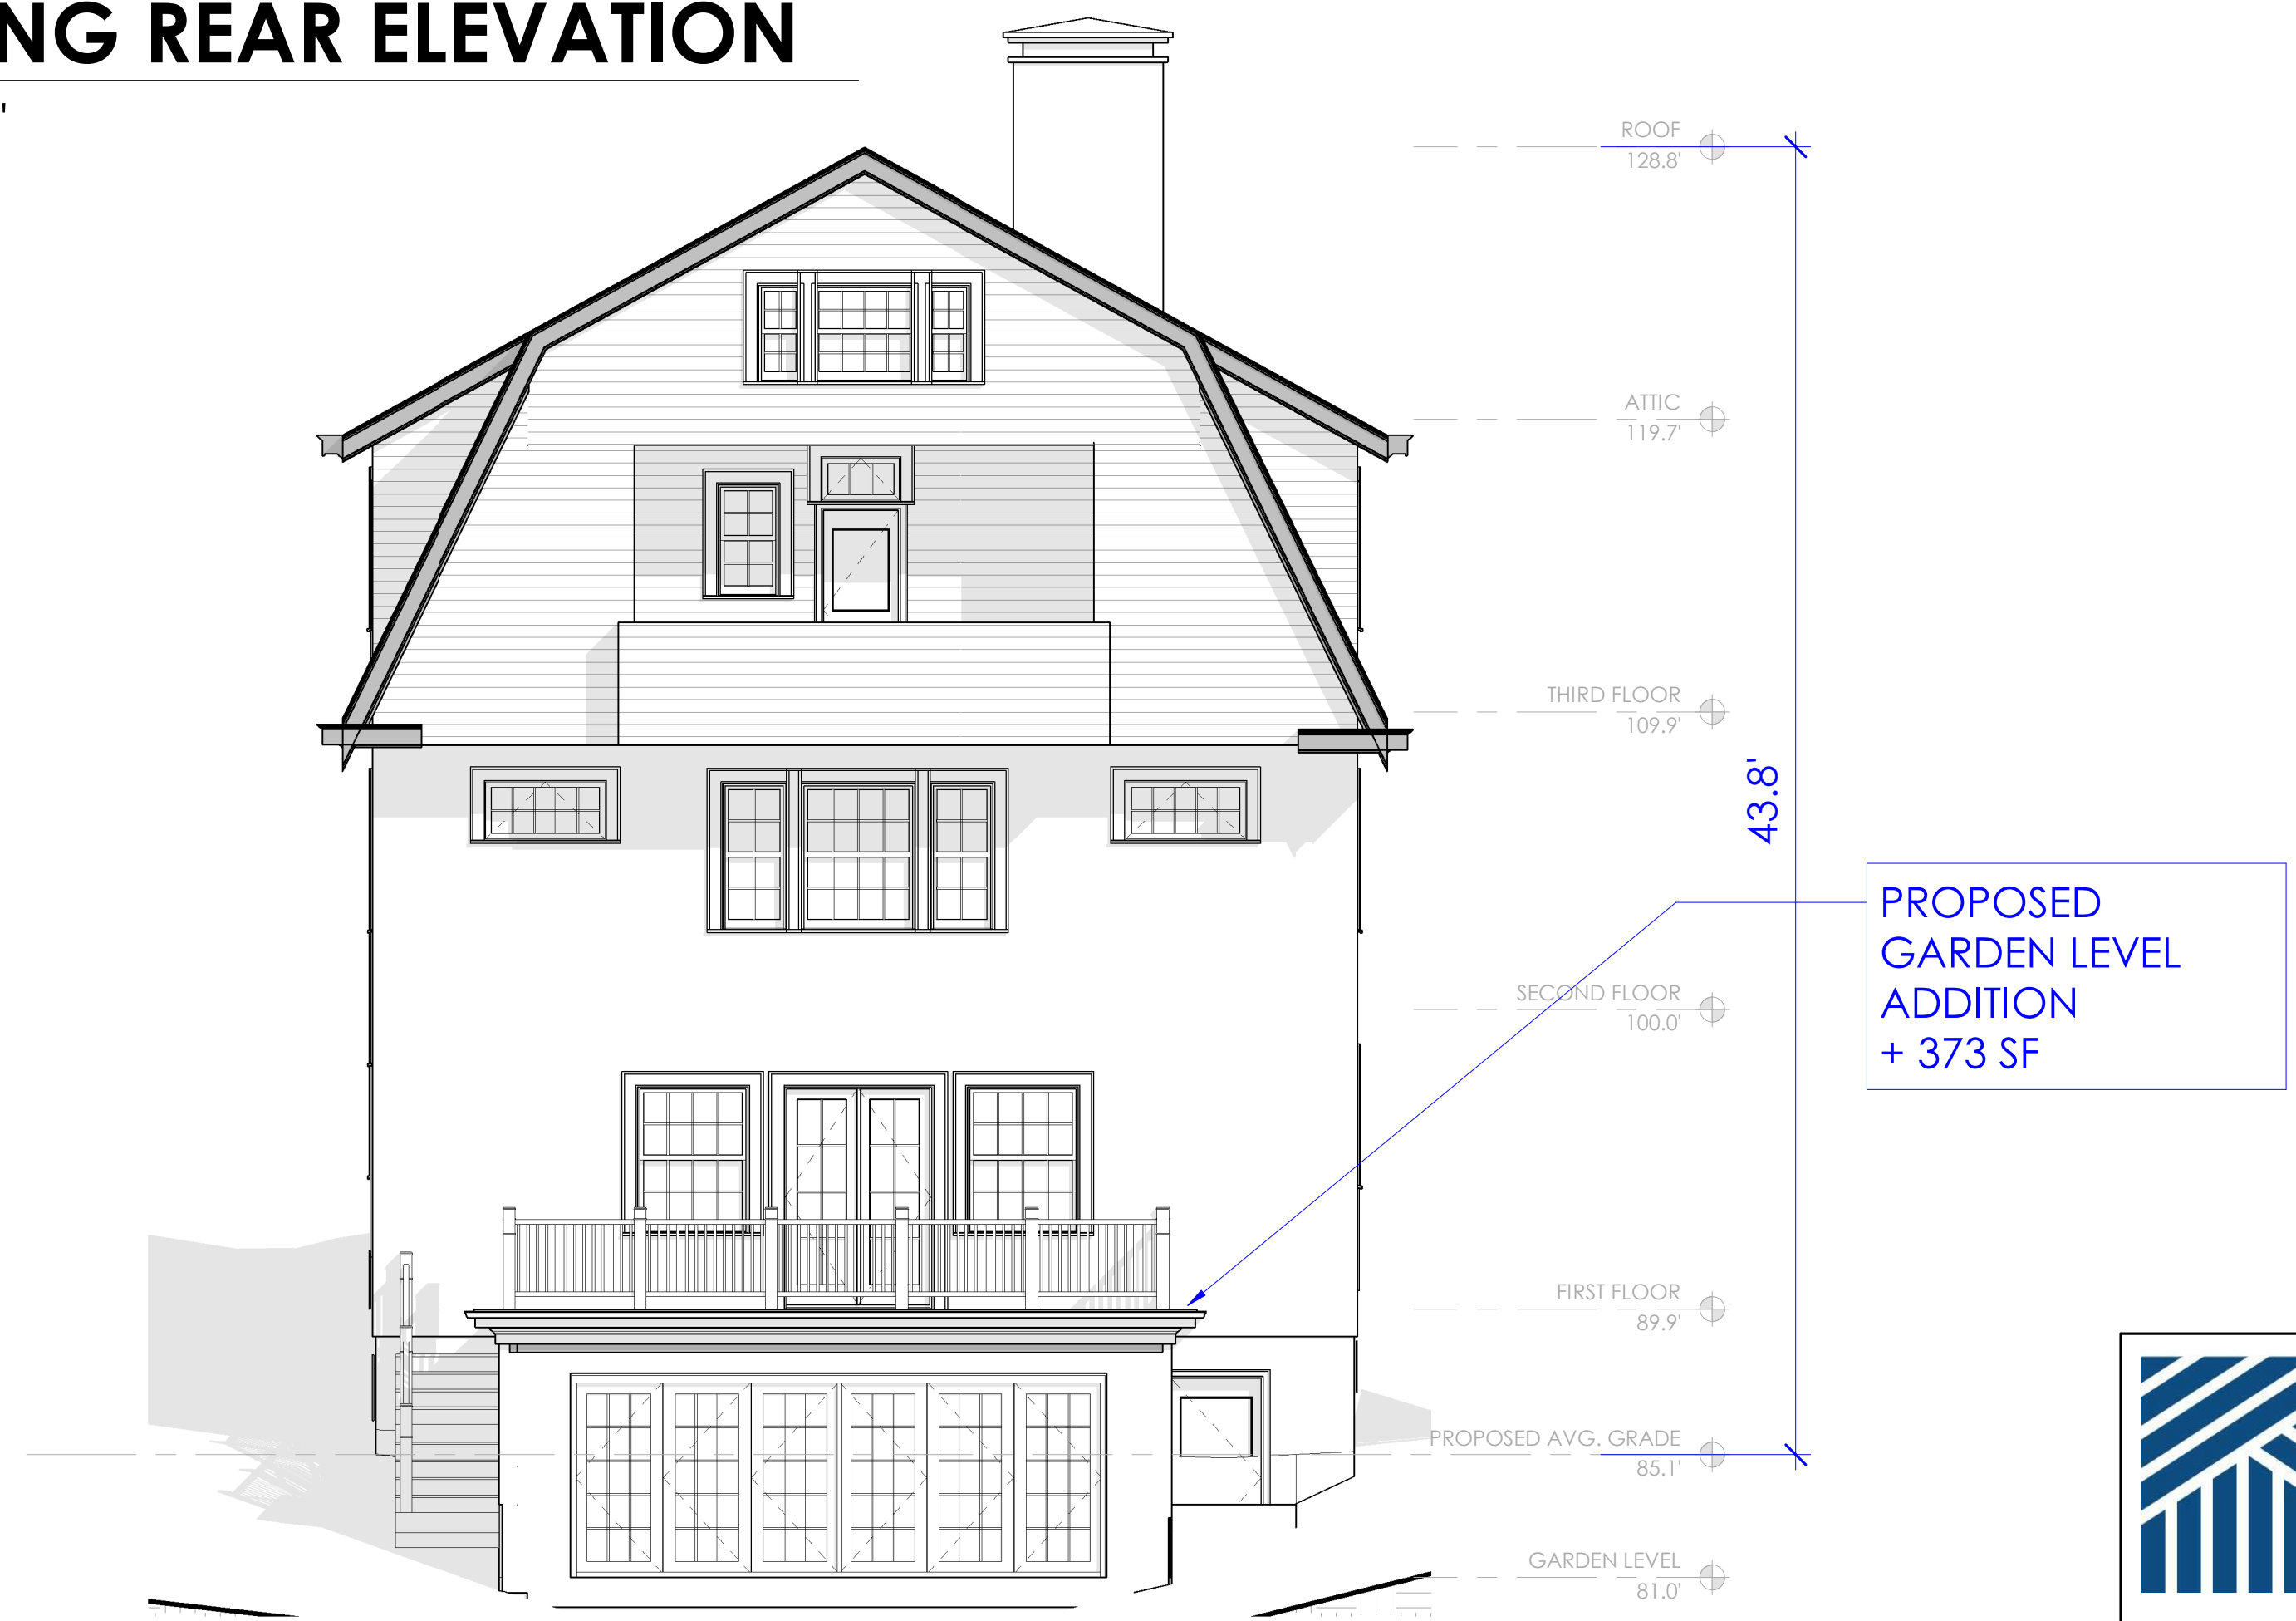 NG REAR ELEVATION
'
ROOF
128.8'
ATTIC
119.7'
THIRD FLOOR
109.9'
43.8'
PROPOSED
GARDEN LEVEL
ADDITION
+ 373 SF
SECOND FLOOR
100.0'
FIRST FLOOR
89.9'
PROPOSED AVG. GRADE
85.1'
GARDEN LEVEL
81.0'